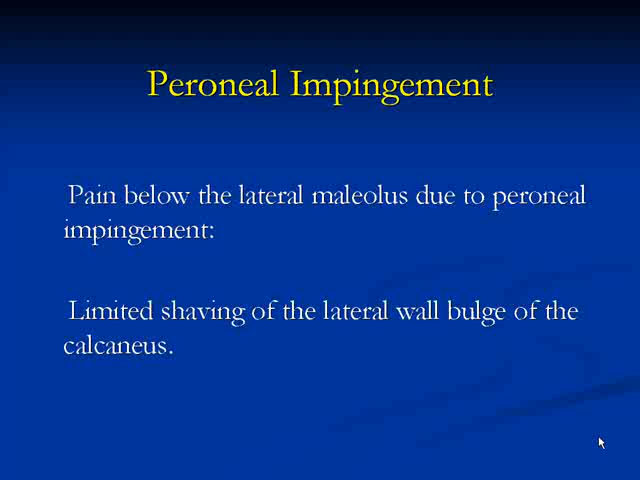 Peroneal Impingement
Pain below the lateral maleolus due to peroneal
impingement:
Limited shaving of the lateral wall bulge of the
calcaneus.